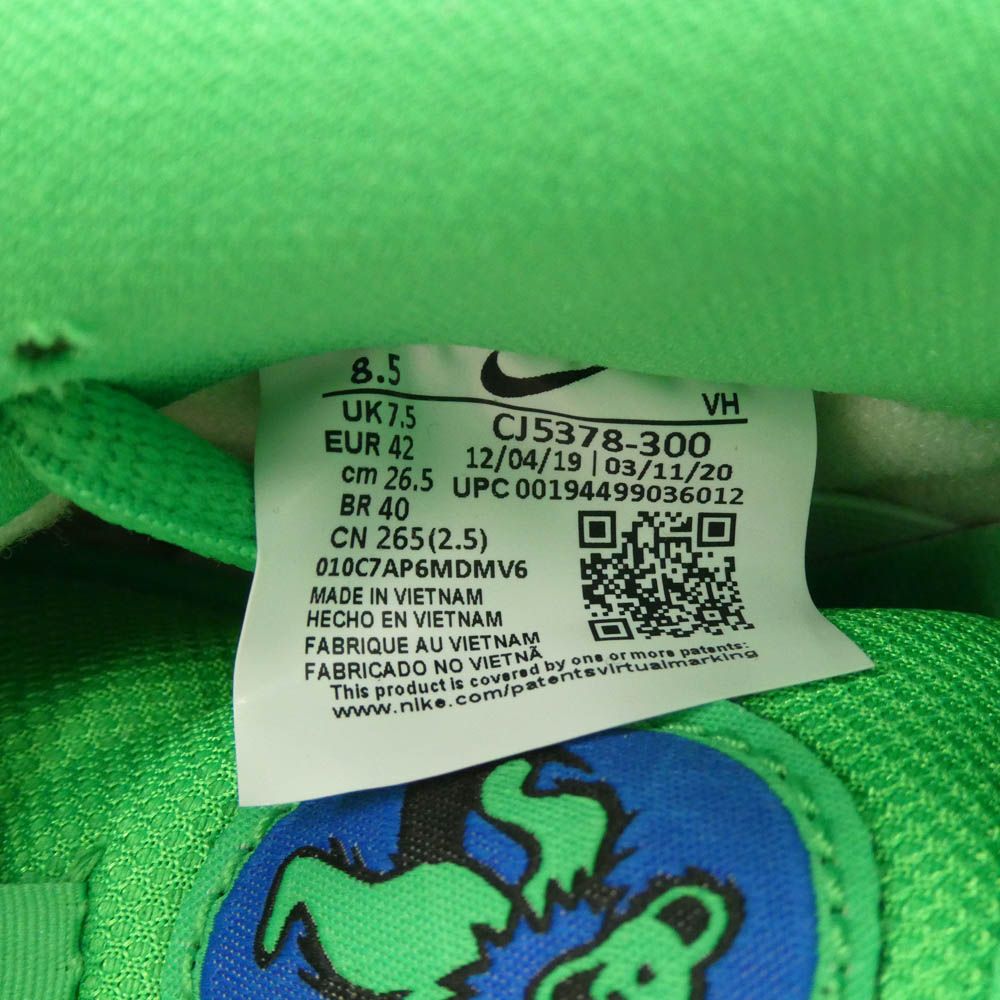 8.5
VH
UK 7.5
CJ5378-300
EUR 42
12/04/19 | 03/11/20
cm 26.5
UPC 00194499036012
BR 40
CN 265(2.5)
010C7AP6MDMV6
MADE IN VIETNAM
HECHO EN VIETNAM
FABRIQUE AU VIETNAM
FABRICADO NO VIETNÃ
This product is covered by one or more patents:
www.nike.com/patentsvirtualmarking